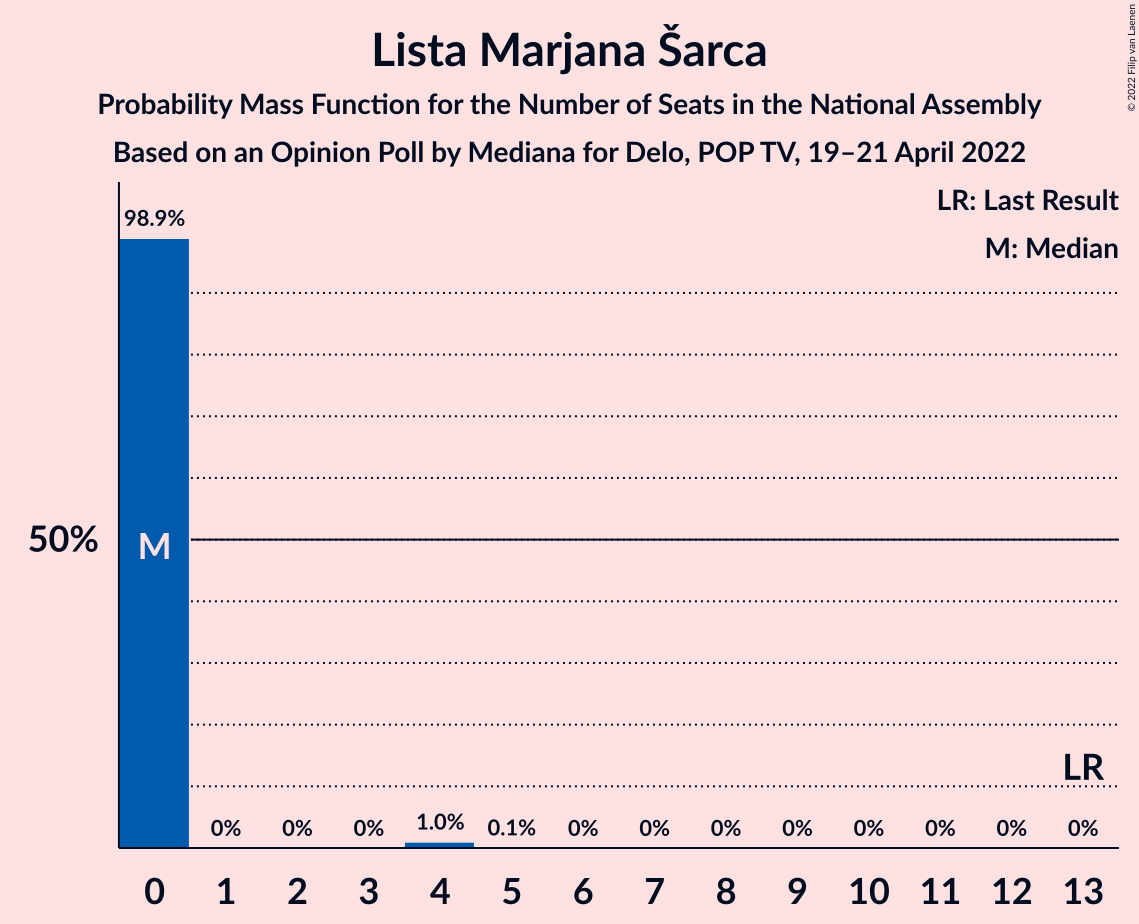 Lista Marjana Šarca
Probability Mass Function for the Number of Seats in the National Assembly
Based on an Opinion Poll by Mediana for Delo, POP TV, 19–21 April 2022
© 2022 Filip van Laenen
LR: Last Result
M: Median
98.9%
50%
M
LR
0% 0% 0% 1.0% 0.1% 0% 0% 0% 0% 0% 0% 0% 0%
0 1 2 3 4 5 6 7 8 9 10 11 12 13